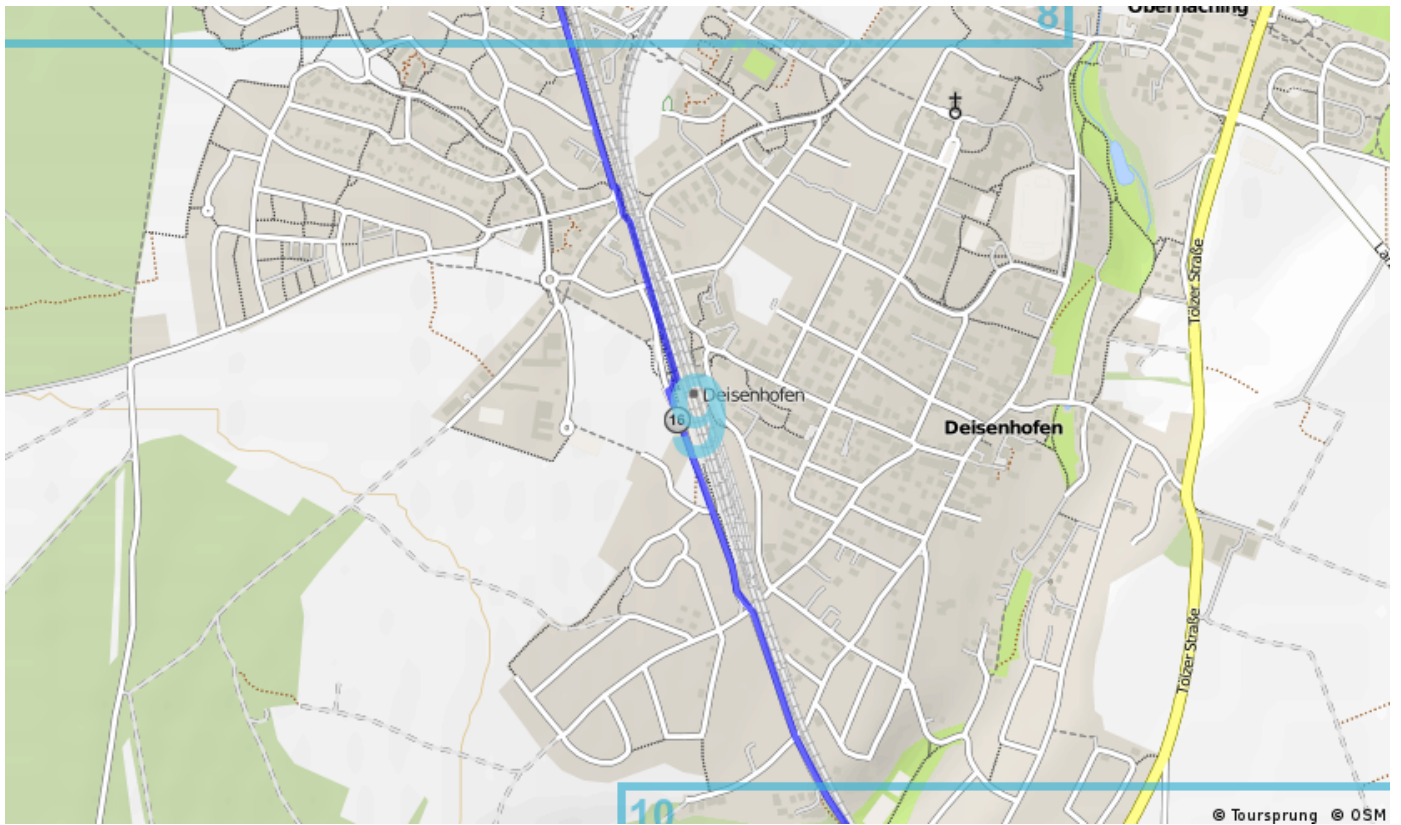 8
Oberhaching
Tölzer Straße
Deisenhofen
9
16
Deisenhofen
Tölzer Straße
10
© Toursprung © OSM